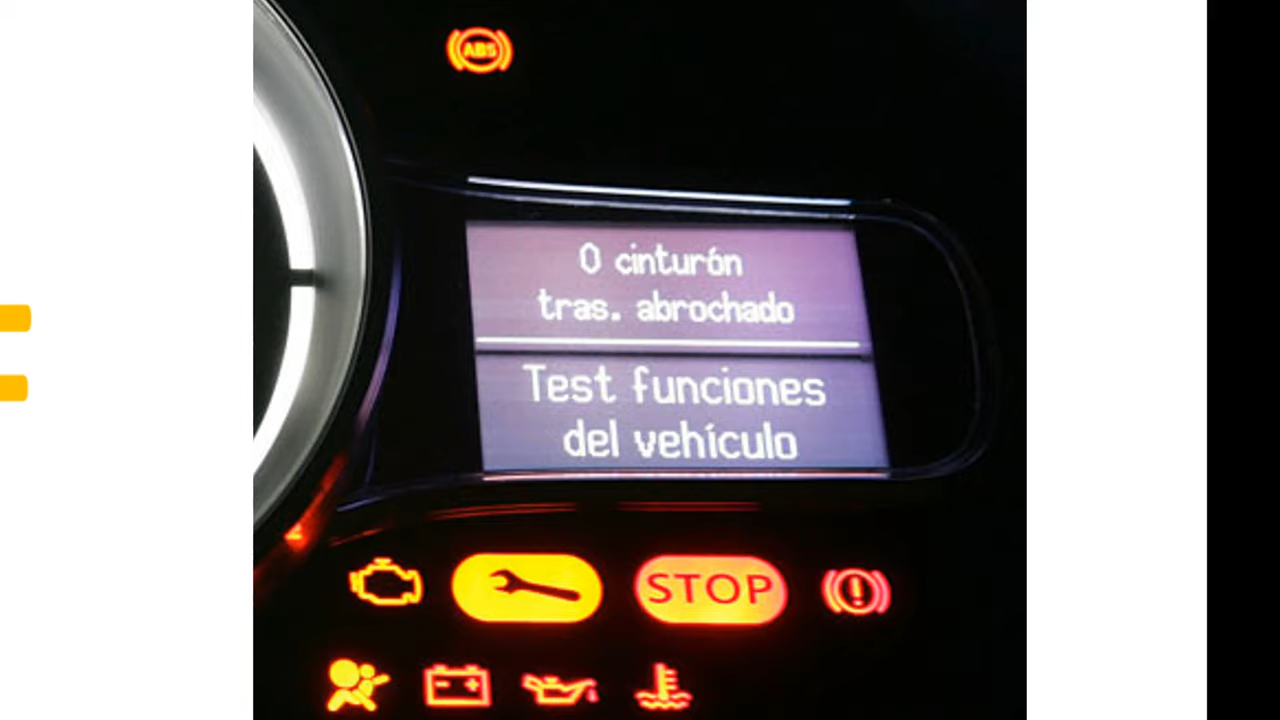 ABS
0 cinturón
tras. abrochado
Test funciones
del vehículo
STOP